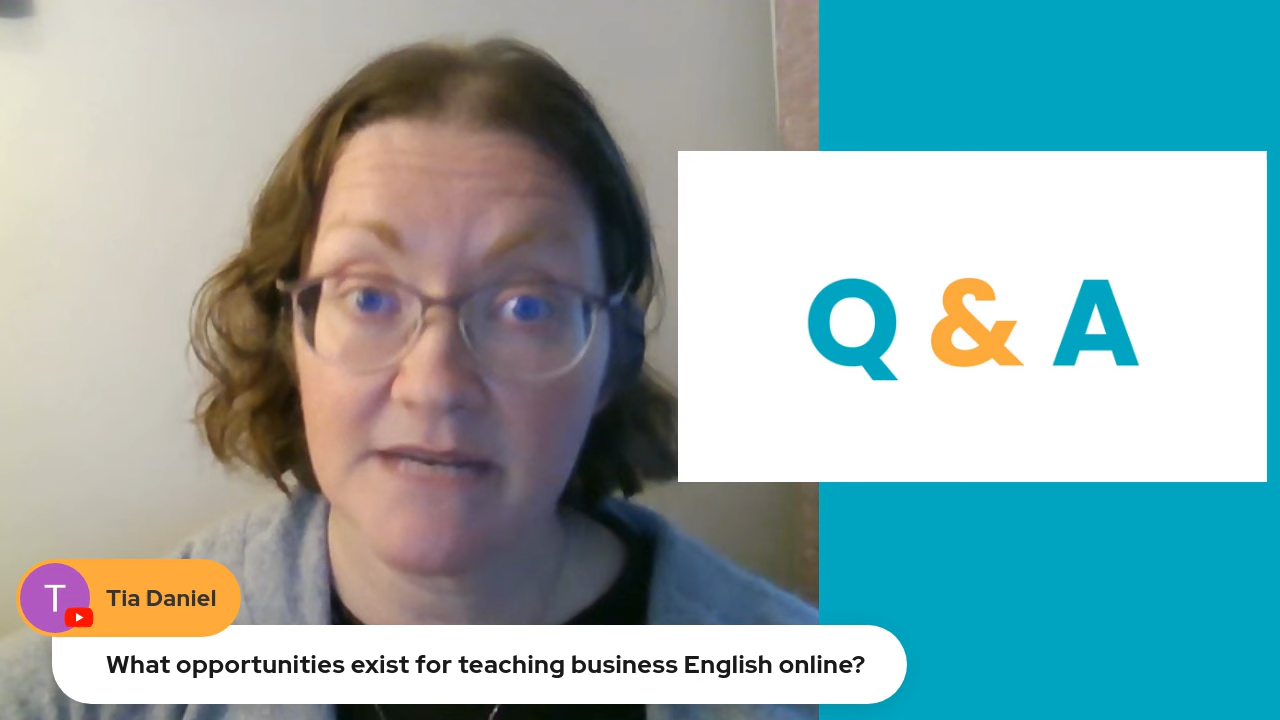 Q & A
T
Tia Daniel
What opportunities exist for teaching business English online?